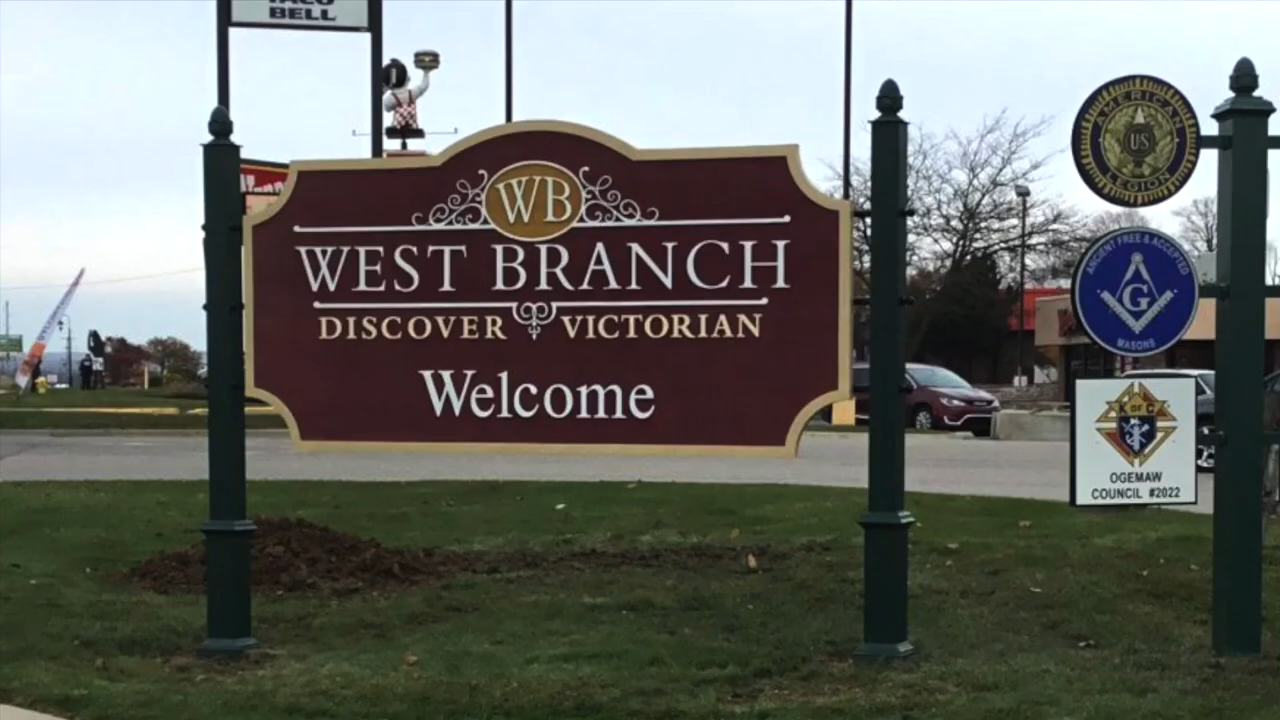 TACO
BELL
WB
WEST BRANCH
DISCOVER VICTORIAN
Welcome
AMERICAN
US
LEGION
ANCIENT FREE & ACCEPTED
G
MASONS
K OF C
OGEMAW
COUNCIL #2022